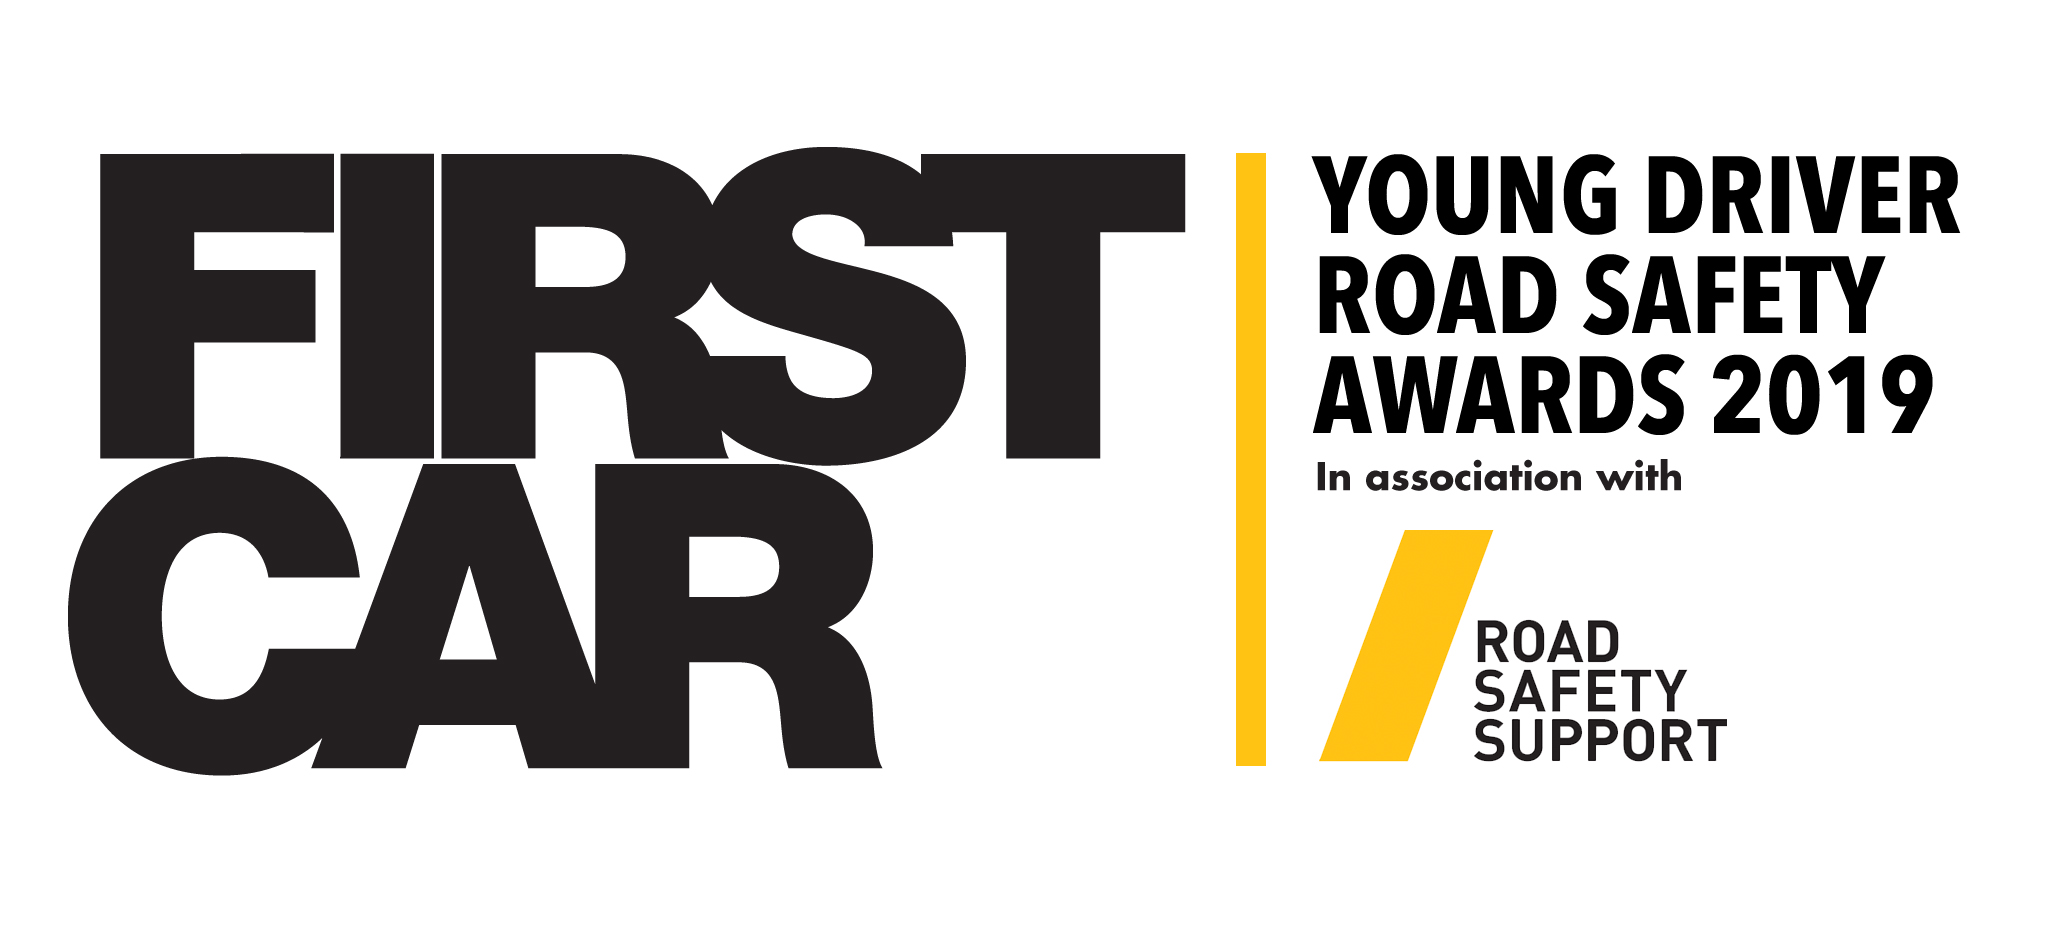 FIRST
CAR
YOUNG DRIVER
ROAD SAFETY
AWARDS 2019
In association with
ROAD
SAFETY
SUPPORT